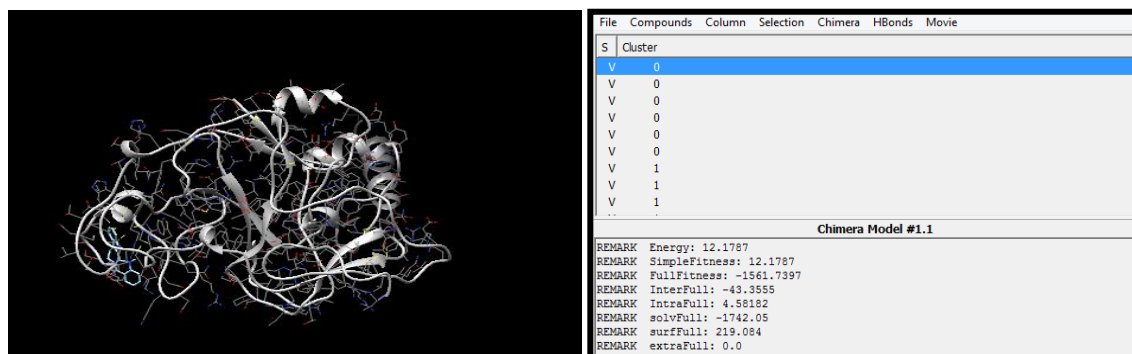 File Compounds Column Selection Chimera HBonds Movie
S Cluster
V 0
V 0
V 0
V 0
V 0
V 0
V 1
V 1
V 1
Chimera Model #1.1
REMARK Energy: 12.1787
REMARK SimpleFitness: 12.1787
REMARK FullFitness: -1561.7397
REMARK InterFull: -43.3555
REMARK IntraFull: 4.58182
REMARK solvFull: -1742.05
REMARK surfFull: 219.084
REMARK extraFull: 0.0